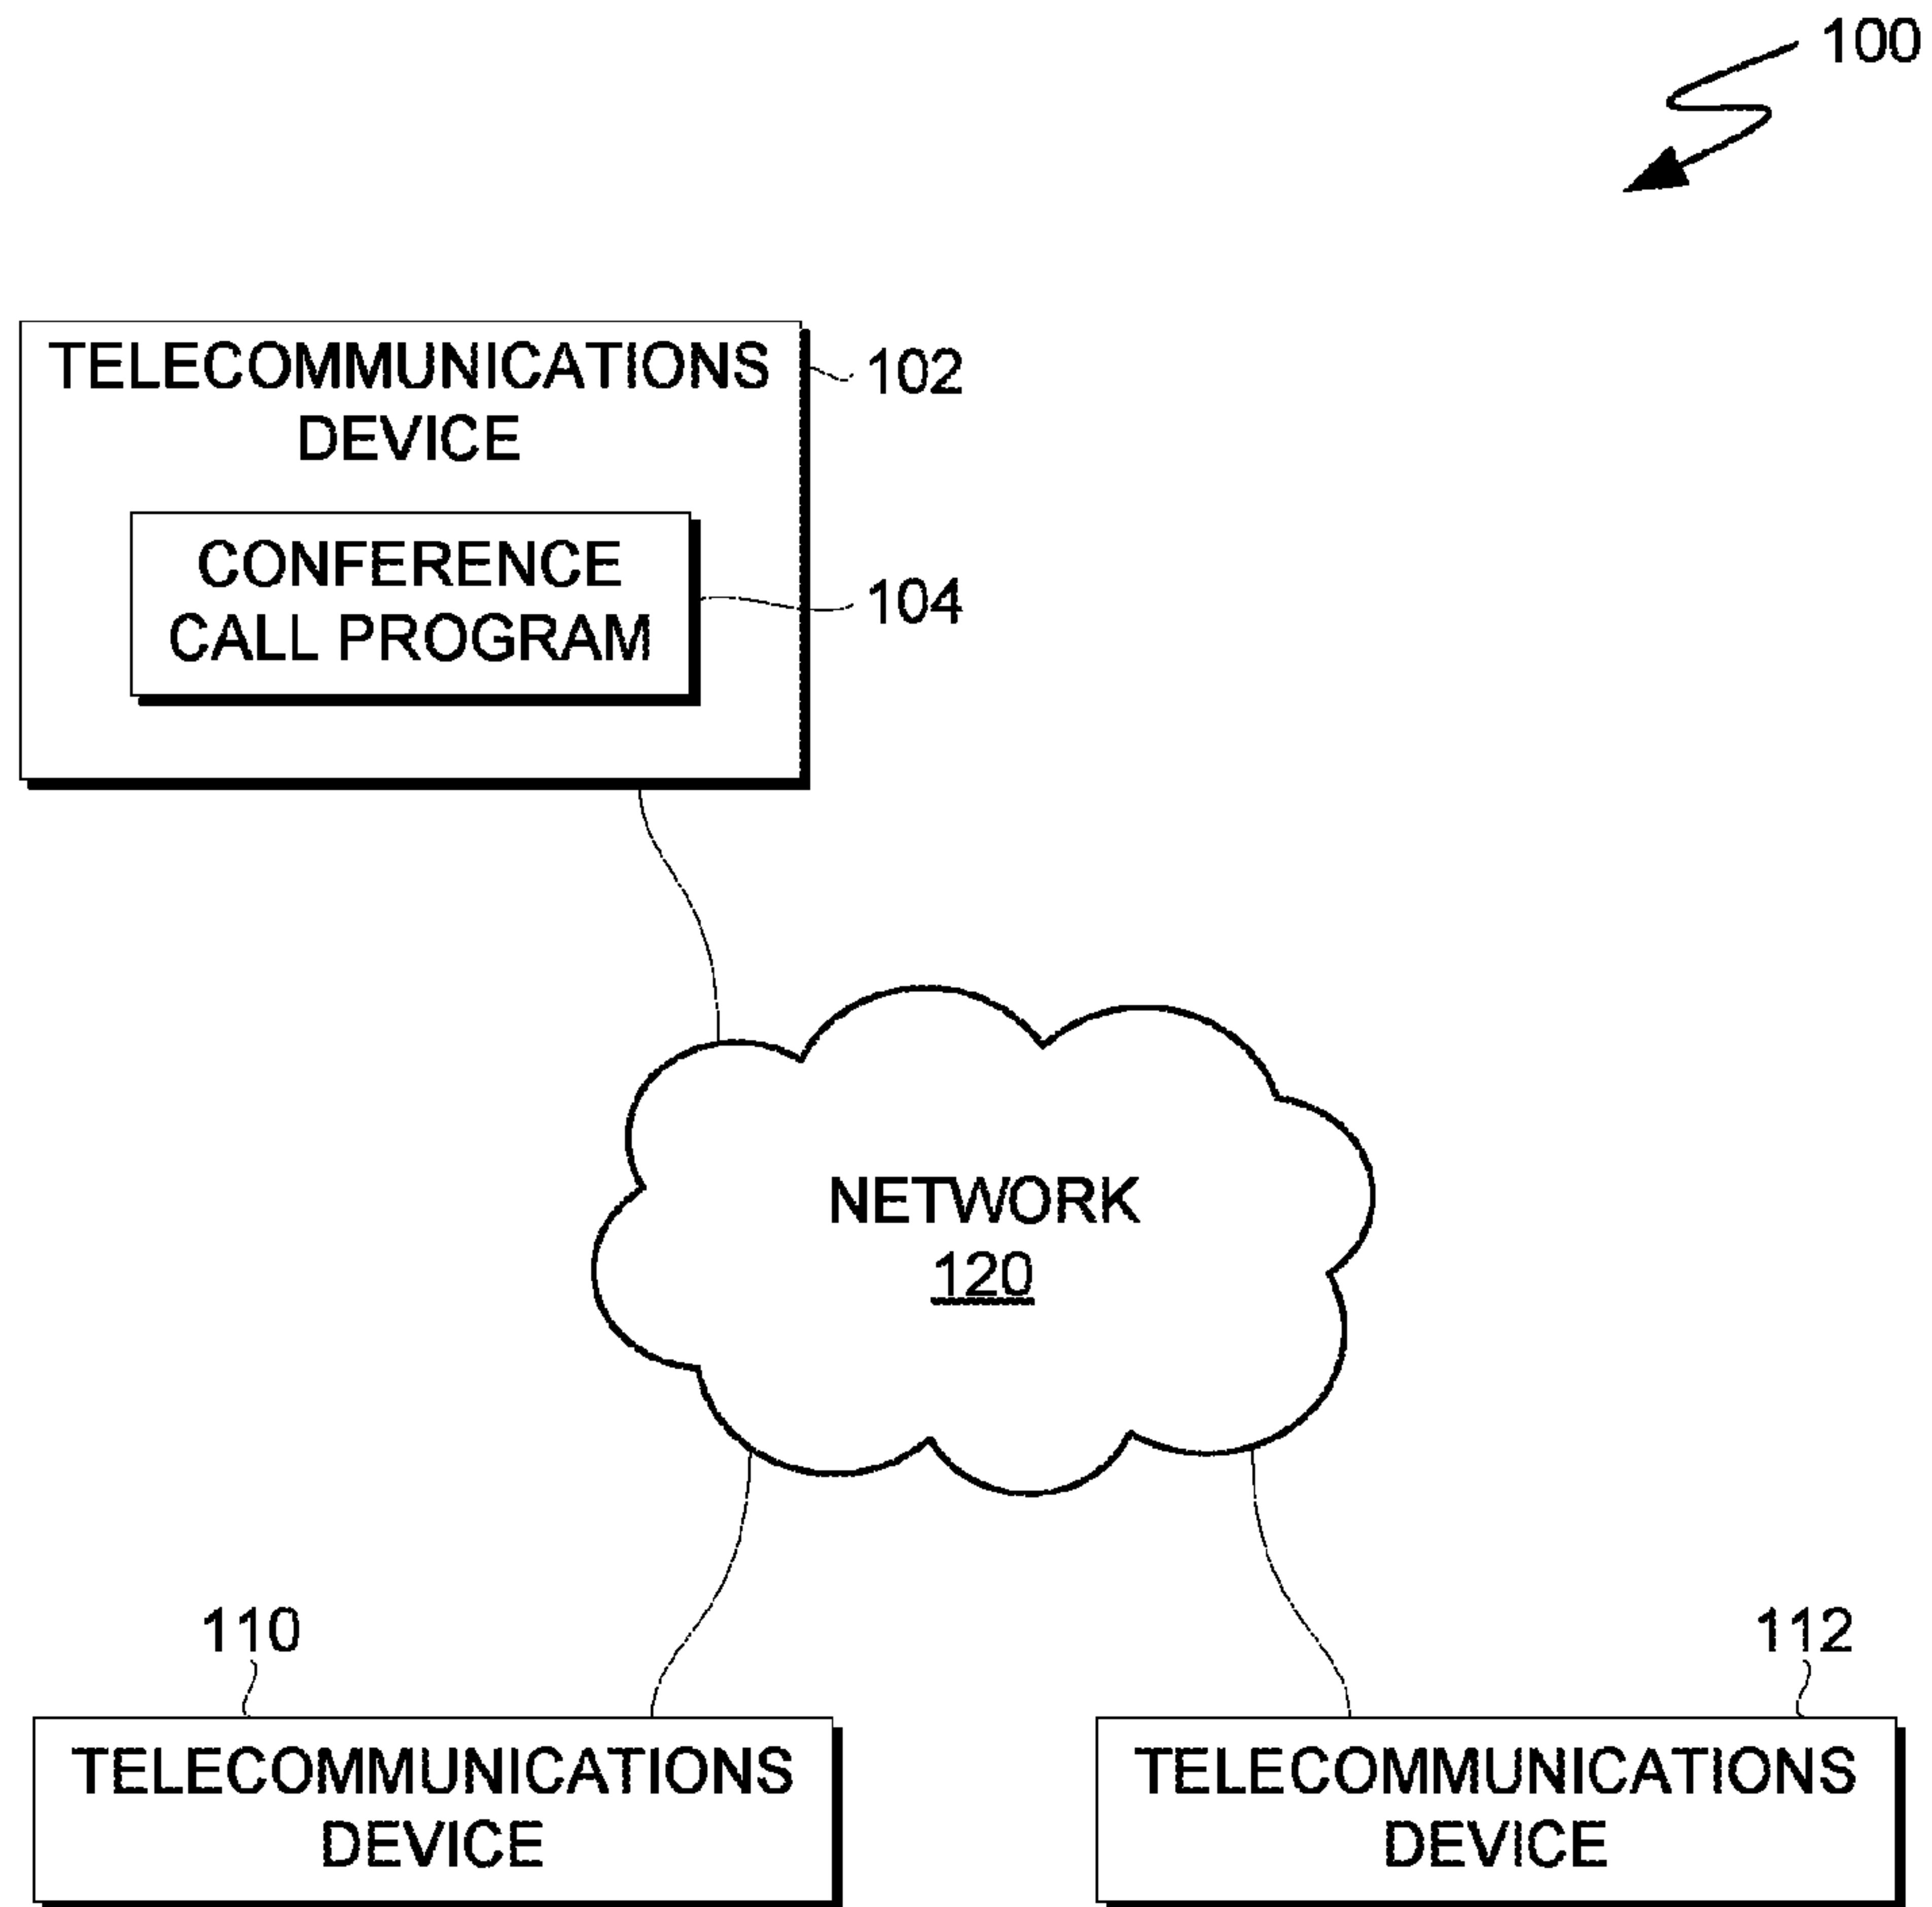 100
TELECOMMUNICATIONS
DEVICE
102
CONFERENCE
CALL PROGRAM
104
NETWORK
120
110
TELECOMMUNICATIONS
DEVICE
112
TELECOMMUNICATIONS
DEVICE